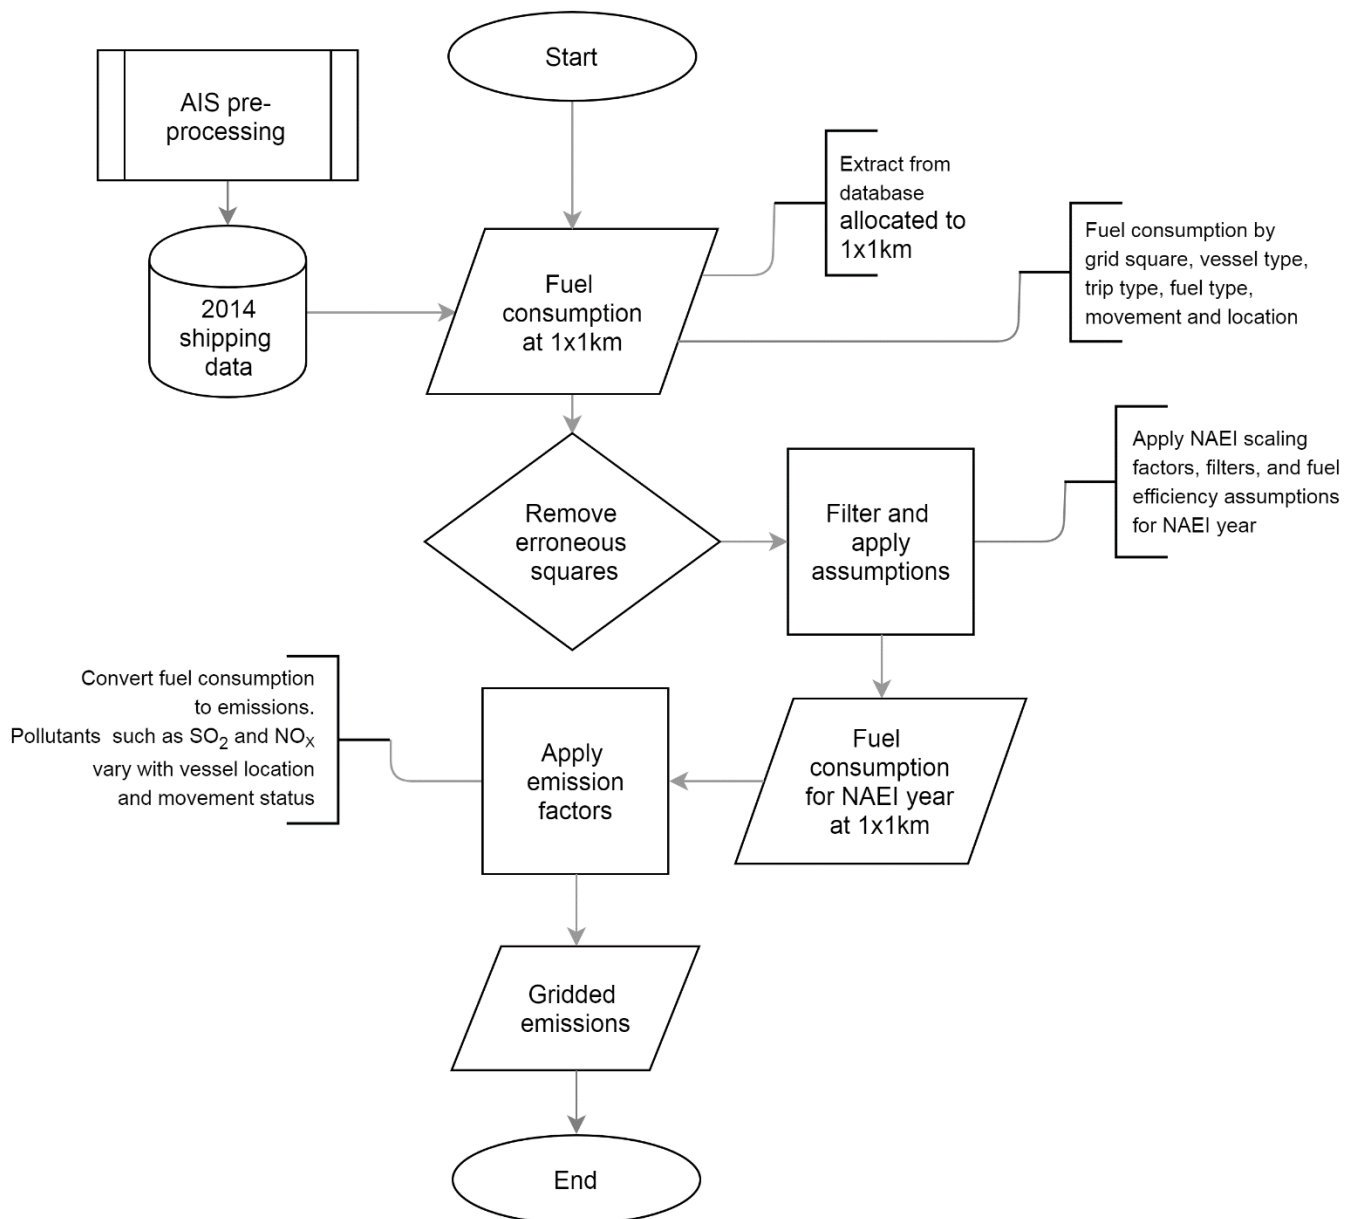 Start
AIS pre-
processing
Extract from
database
allocated to
1x1km
Fuel consumption by
grid square, vessel type,
trip type, fuel type,
movement and location
2014
shipping
data
Fuel
consumption
at 1x1km
Remove
erroneous
squares
Filter and
apply
assumptions
Apply NAEI scaling
factors, filters, and fuel
efficiency assumptions
for NAEI year
Convert fuel consumption
to emissions.
Pollutants such as SO2 and NOX
vary with vessel location
and movement status
Apply
emission
factors
Fuel
consumption
for NAEI year
at 1x1km
Gridded
emissions
End